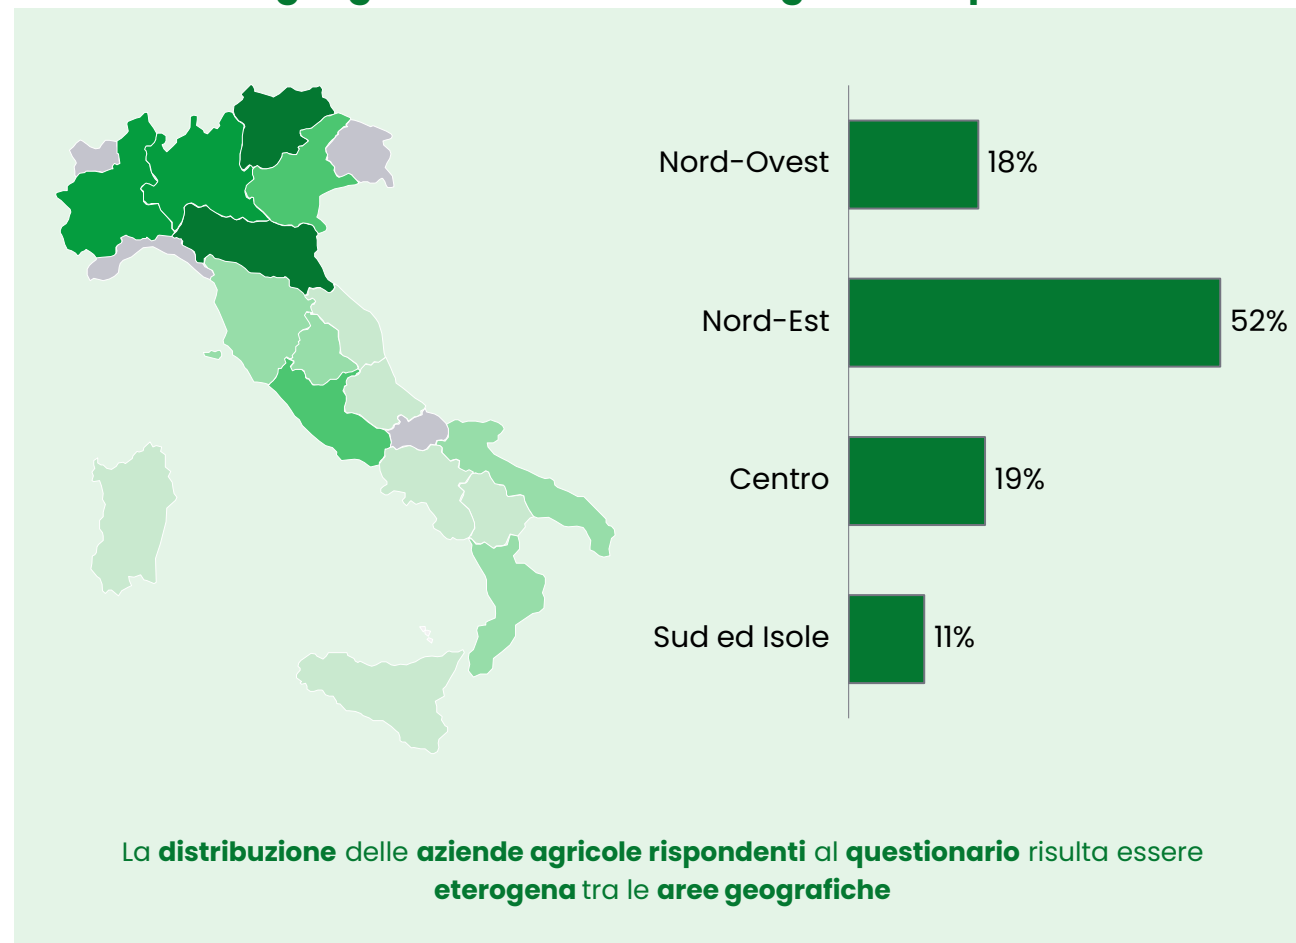 Nord-Ovest 18%
Nord-Est 52%
Centro 19%
Sud ed Isole 11%
La distribuzione delle aziende agricole rispondenti al questionario risulta essere
eterogena tra le aree geografiche